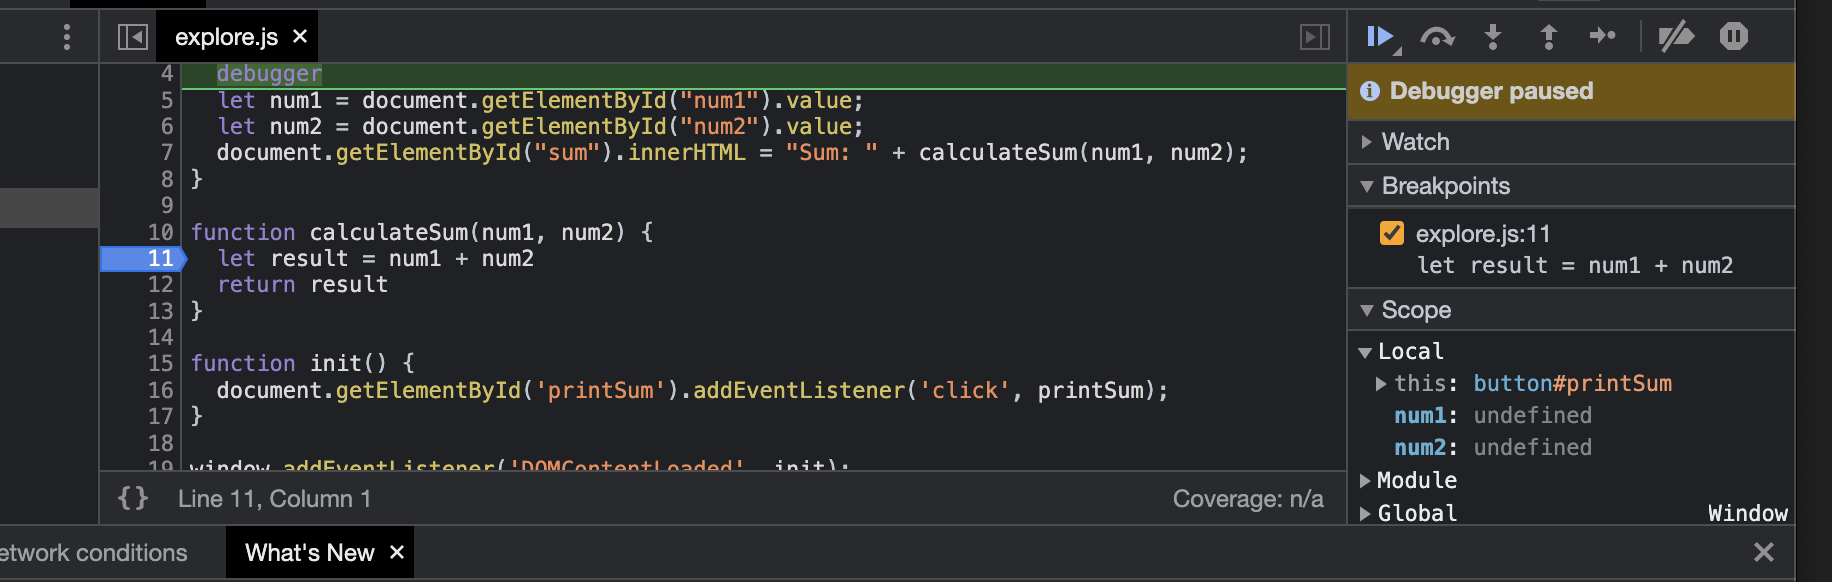 explore.js ×
4 debugger
5 let num1 = document.getElementById("num1").value;
6 let num2 = document.getElementById("num2").value;
7 document.getElementById("sum").innerHTML = "Sum: " + calculateSum(num1, num2);
8 }
9
10 function calculateSum(num1, num2) {
11 let result = num1 + num2
12 return result
13 }
14
15 function init() {
16 document.getElementById('printSum').addEventListener('click', printSum);
17 }
18
19 window.addEventListener('DOMContentLoaded', init);
{} Line 11, Column 1
Coverage: n/a
Debugger paused
Watch
Breakpoints
explore.js:11
let result = num1 + num2
Scope
Local
this: button#printSum
num1: undefined
num2: undefined
Module
Global Window
etwork conditions
What's New ×